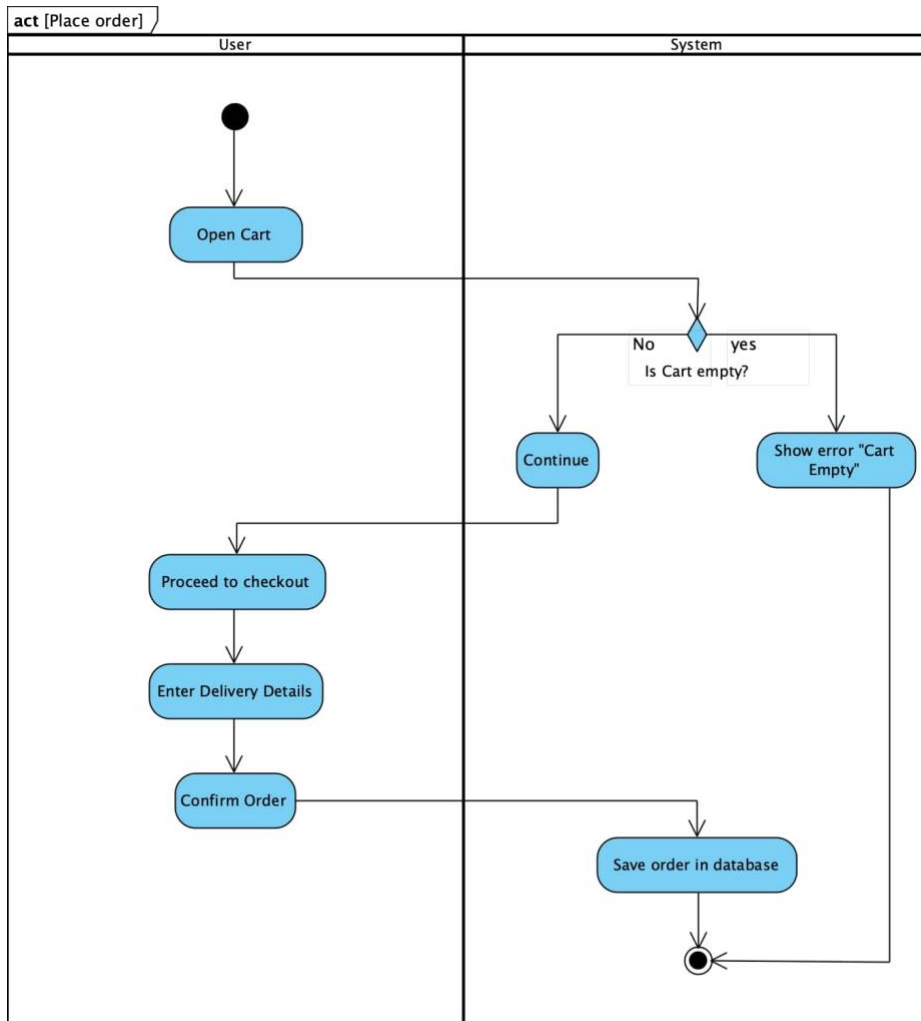 act [Place order]
User
System
Open Cart
No
yes
Is Cart empty?
Continue
Show error "Cart
Empty"
Proceed to checkout
Enter Delivery Details
Confirm Order
Save order in database